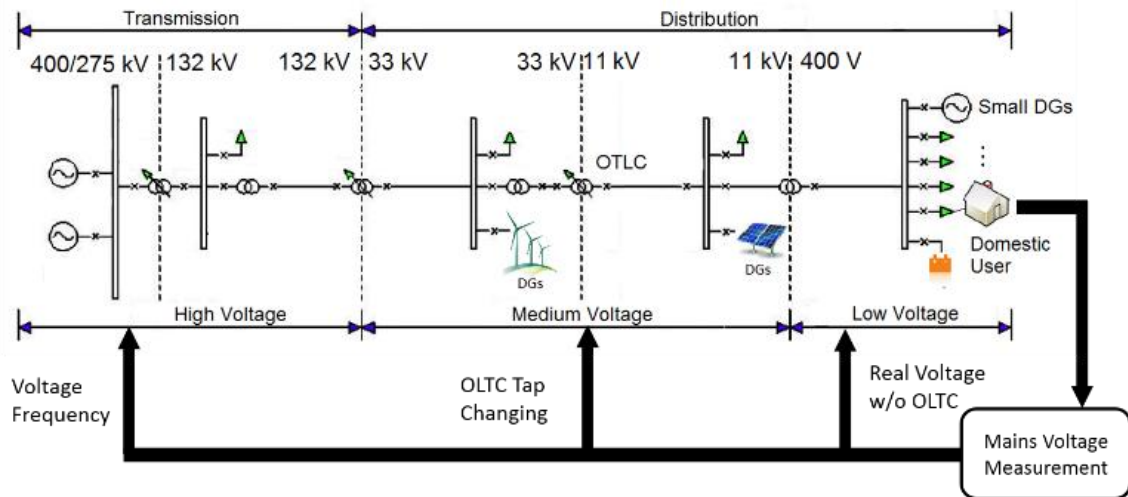 Transmission
Distribution
400/275 kV
132 kV
132 kV
33 kV
33 kV
11 kV
11 kV
400 V
Small DGs
OTLC
DGs
DGs
Domestic
User
High Voltage
Medium Voltage
Low Voltage
Voltage
Frequency
OLTC Tap
Changing
Real Voltage
w/o OLTC
Mains Voltage
Measurement